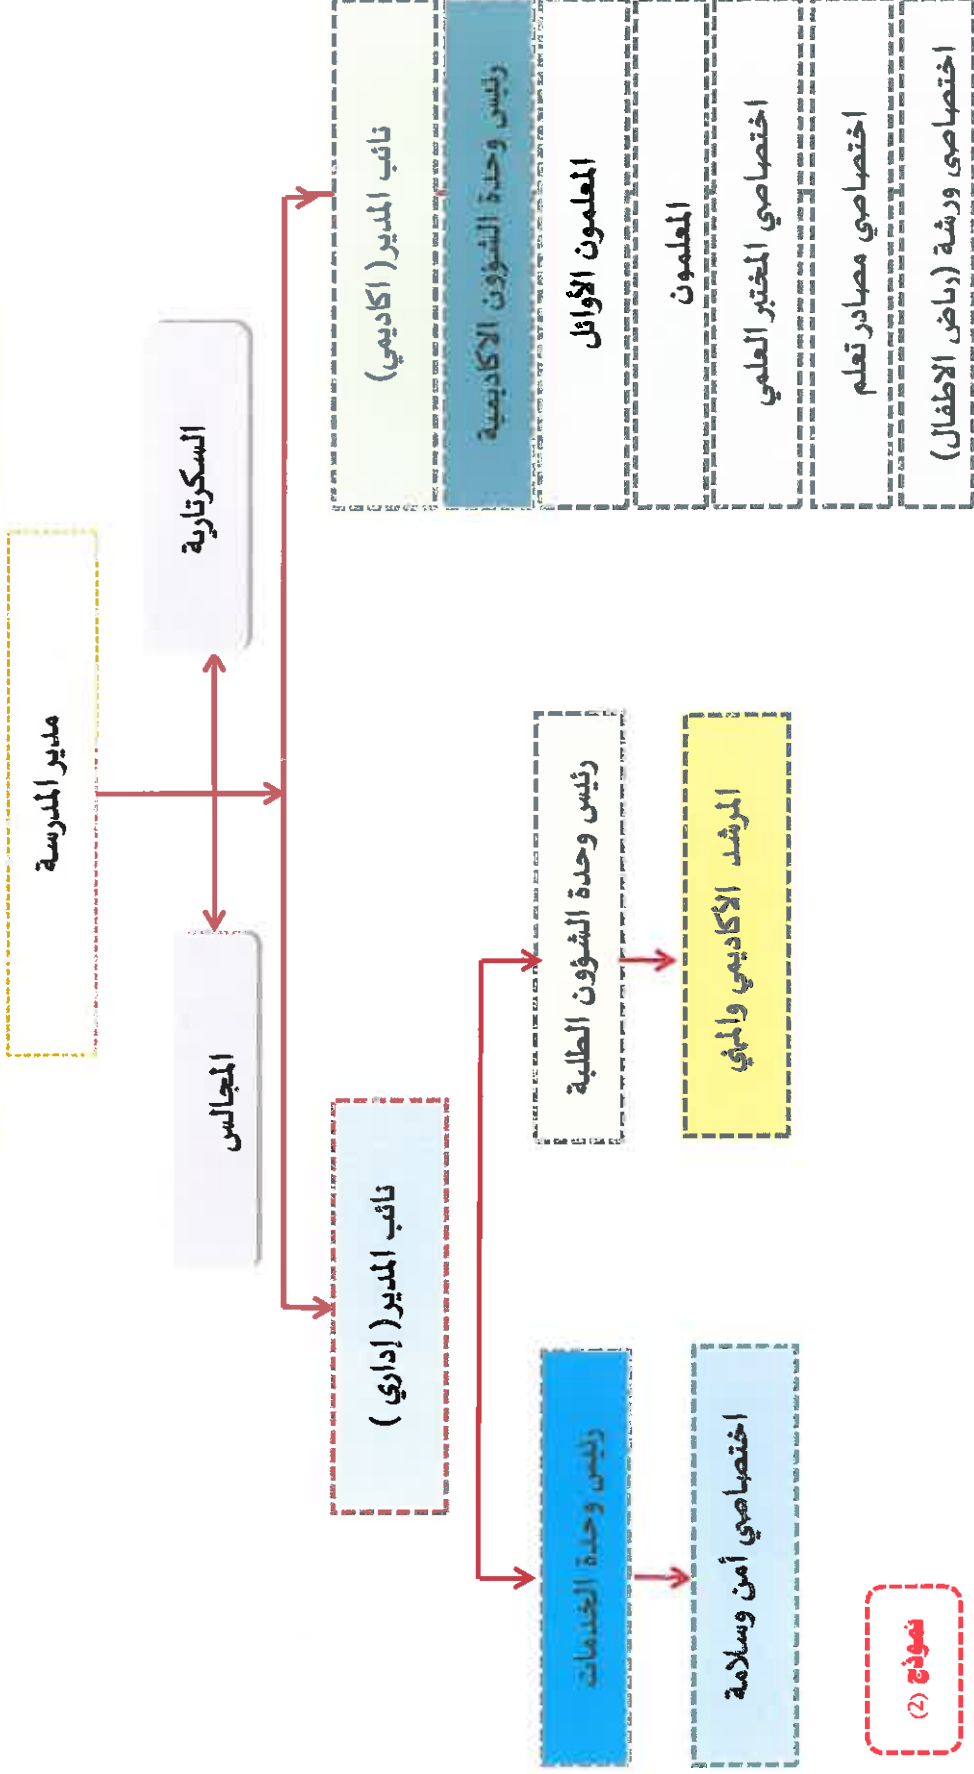 مدير المدرسة
السكرتارية
المجالس
نائب المدير( اكاديمي)
رئيس وحدة الشؤون الاكاديمية
المعلمون الأوائل
المعلمون
اختصاصي المختبر العلمي
اختصاصي مصادر تعلم
اختصاصي ورشة (رياض الاطفال)
نائب المدير( إداري )
رئيس وحدة الشؤون الطلبة
المرشد الأكاديمي والمهني
رئيس وحدة الخدمات
اختصاصي أمن وسلامة
نموذج (2)